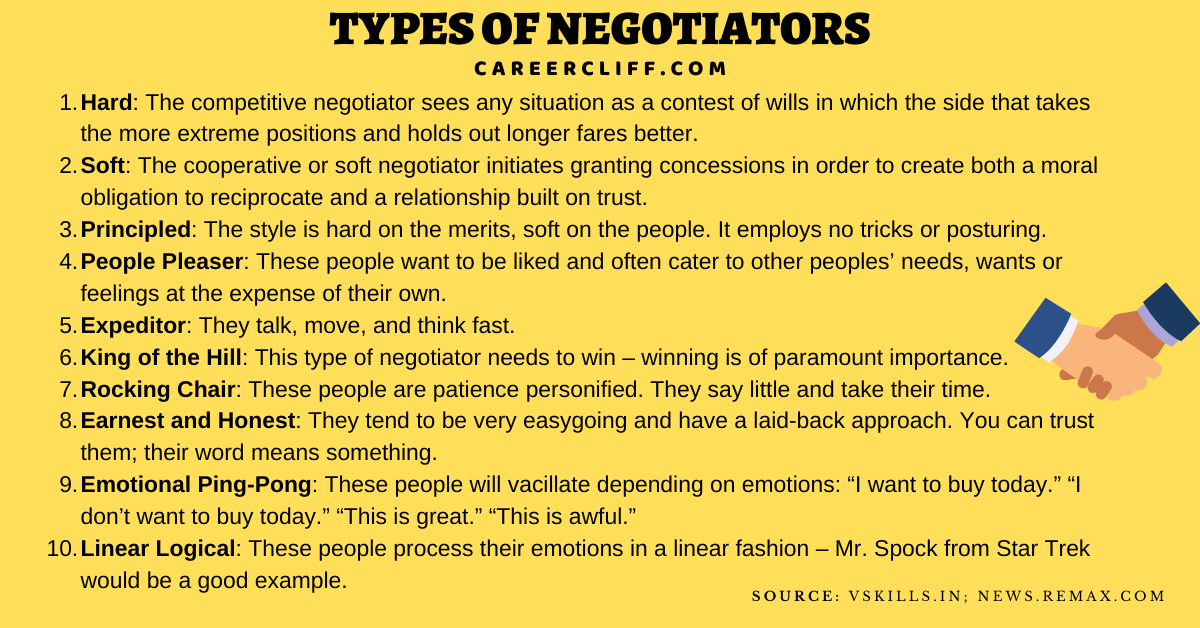 TYPES OF NEGOTIATORS
CAREERCLIFF.COM
1. Hard: The competitive negotiator sees any situation as a contest of wills in which the side that takes
the more extreme positions and holds out longer fares better.
2. Soft: The cooperative or soft negotiator initiates granting concessions in order to create both a moral
obligation to reciprocate and a relationship built on trust.
3. Principled: The style is hard on the merits, soft on the people. It employs no tricks or posturing.
4. People Pleaser: These people want to be liked and often cater to other peoples’ needs, wants or
feelings at the expense of their own.
5. Expeditor: They talk, move, and think fast.
6. King of the Hill: This type of negotiator needs to win – winning is of paramount importance.
7. Rocking Chair: These people are patience personified. They say little and take their time.
8. Earnest and Honest: They tend to be very easygoing and have a laid-back approach. You can trust
them; their word means something.
9. Emotional Ping-Pong: These people will vacillate depending on emotions: “I want to buy today.” “I
don’t want to buy today.” “This is great.” “This is awful.”
10. Linear Logical: These people process their emotions in a linear fashion – Mr. Spock from Star Trek
would be a good example.
SOURCE: VSKILLS.IN; NEWS.REMAX.COM